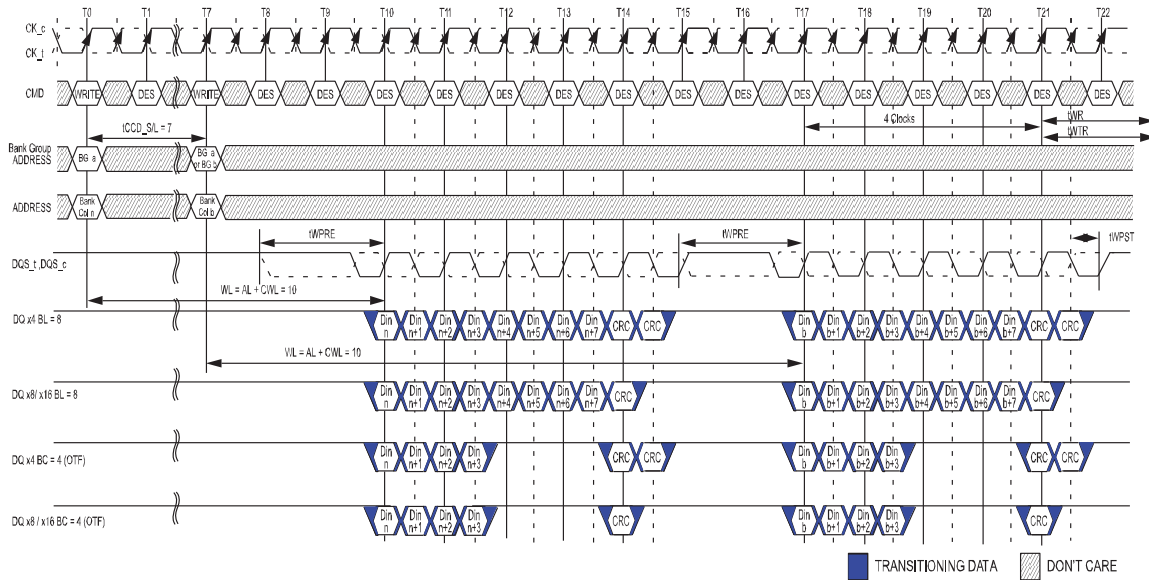 T0 T1 T7 T8 T9 T10 T11 T12 T13 T14 T15 T16 T17 T18 T19 T20 T21 T22
CK_c
CK_t
CMD WRITE DES WRITE DES DES DES DES DES DES DES DES DES DES DES DES DES DES DES
tCCD_S/L = 7
4 Clocks
tWR
tWTR
Bank Group
ADDRESS
BG a
BG a
or BG b
ADDRESS
Bank
Col n
Bank
Col b
tWPRE
tWPRE
tWPST
DQS_t ,DQS_c
WL = AL + CWL = 10
DQ x4 BL = 8
Din n Din n+1 Din n+2 Din n+3 Din n+4 Din n+5 Din n+6 Din n+7 CRC CRC Din b Din b+1 Din b+2 Din b+3 Din b+4 Din b+5 Din b+6 Din b+7 CRC CRC
WL = AL + CWL = 10
DQ x8/ x16 BL = 8
Din n Din n+1 Din n+2 Din n+3 Din n+4 Din n+5 Din n+6 Din n+7 CRC Din b Din b+1 Din b+2 Din b+3 Din b+4 Din b+5 Din b+6 Din b+7 CRC
DQ x4 BC = 4 (OTF)
Din n Din n+1 Din n+2 Din n+3 CRC CRC Din b Din b+1 Din b+2 Din b+3 CRC CRC
DQ x8 / x16 BC = 4 (OTF)
Din n Din n+1 Din n+2 Din n+3 CRC Din b Din b+1 Din b+2 Din b+3 CRC
TRANSITIONING DATA
DON'T CARE